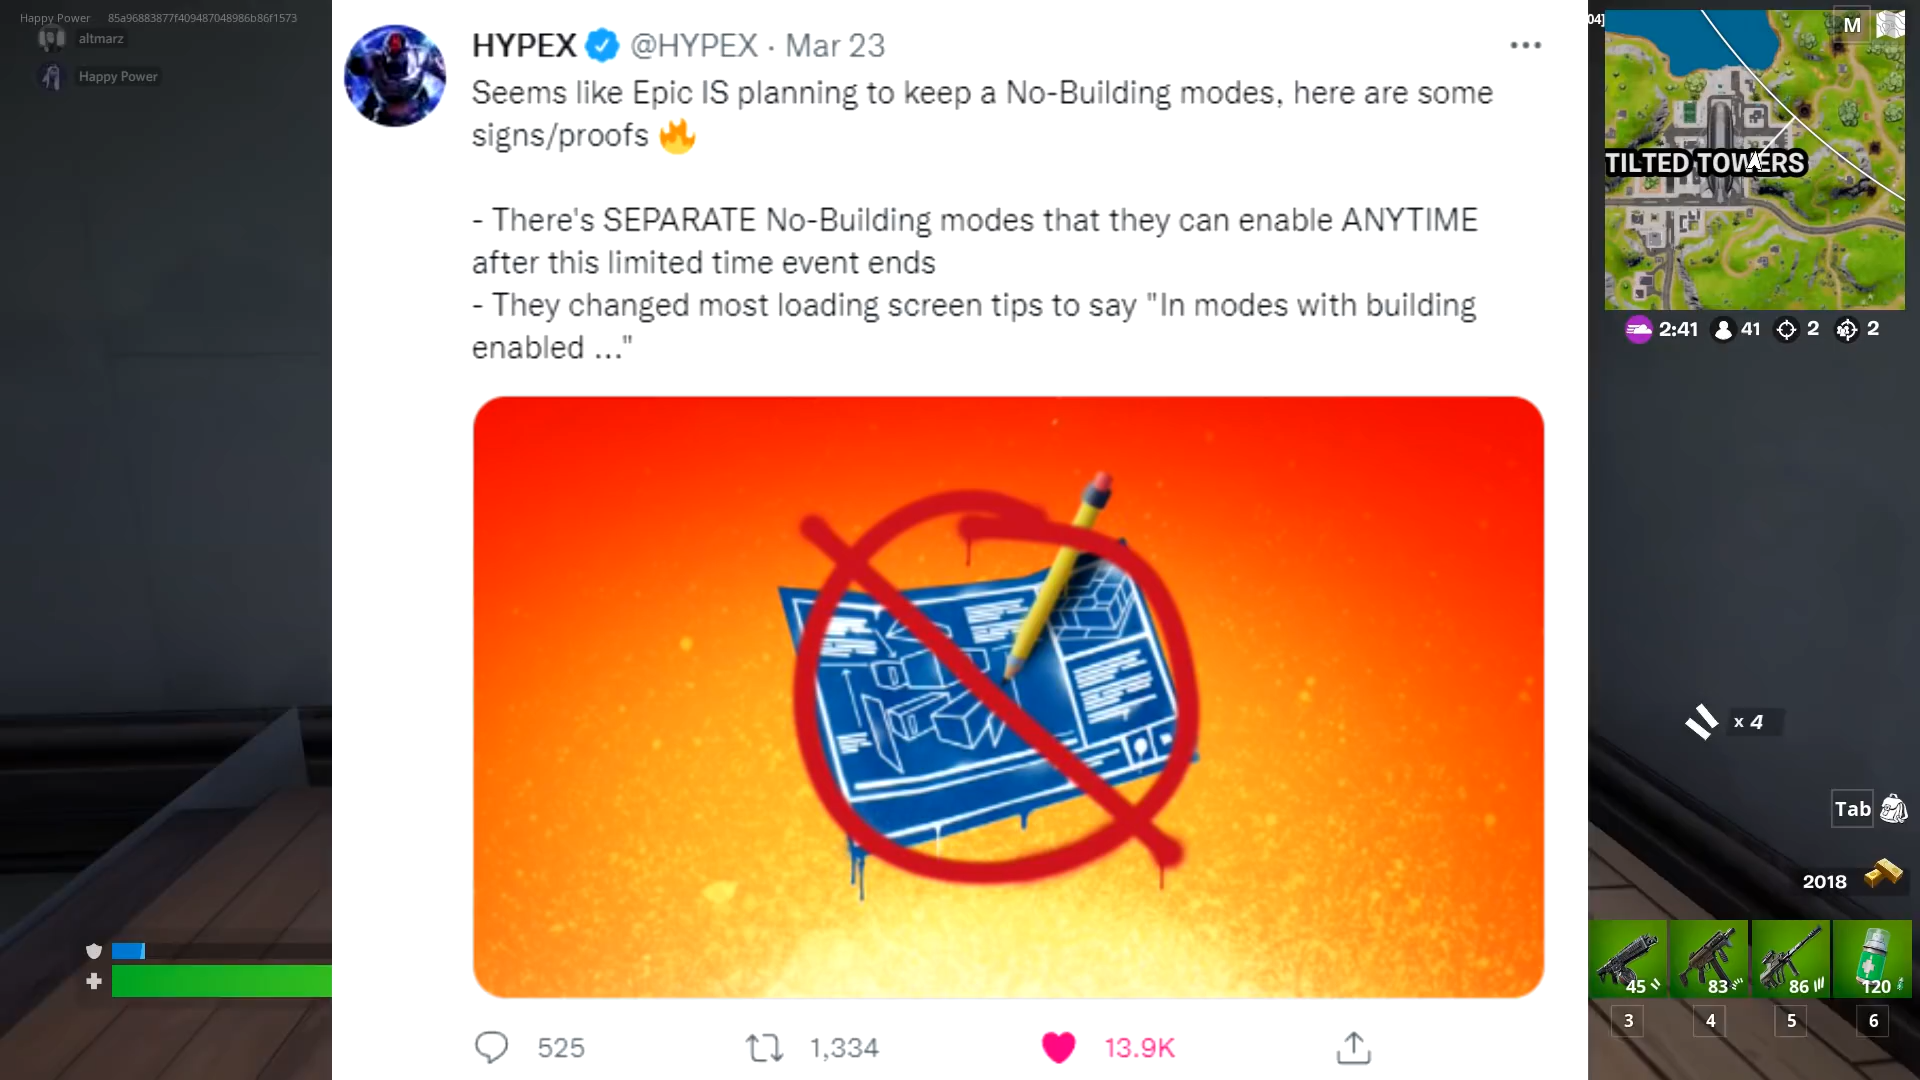 Happy Power 85a96883877f409487048986b86f1573
altmarz
Happy Power
HYPEX @HYPEX · Mar 23
Seems like Epic IS planning to keep a No-Building modes, here are some
signs/proofs 🔥
- There's SEPARATE No-Building modes that they can enable ANYTIME
after this limited time event ends
- They changed most loading screen tips to say "In modes with building
enabled ..."
525 1,334 13.9K
04]
M
TILTED TOWERS
2:41 41 2 2
x 4
Tab
2018
45 83 86 120
3 4 5 6